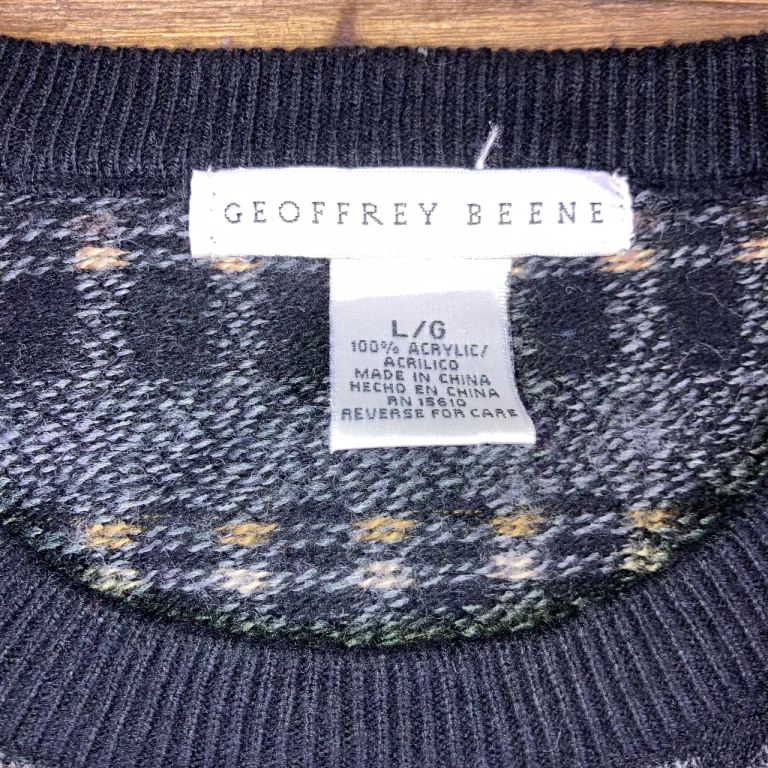 GEOFFREY BEENE
L/G
100% ACRYLIC/
ACRILICO
MADE IN CHINA
HECHO EN CHINA
RN 15610
REVERSE FOR CARE